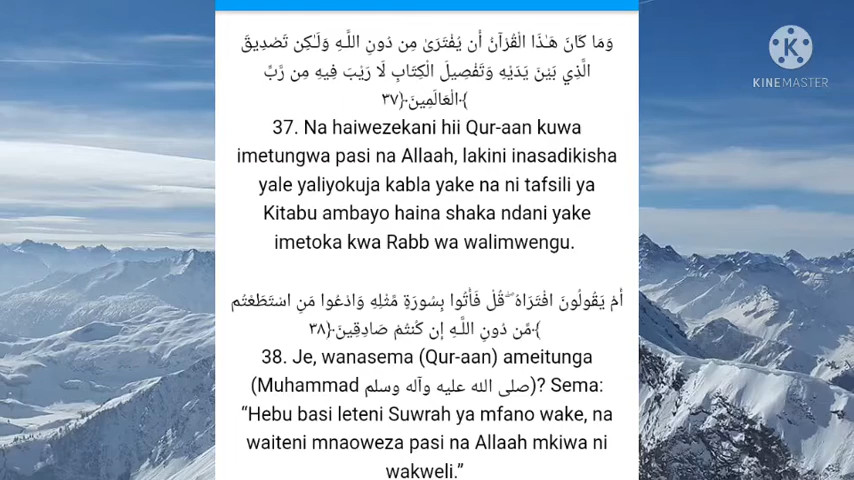 وَمَا كَانَ هَـٰذَا الْقُرْآنُ أَن يُفْتَرَىٰ مِن دُونِ اللَّـهِ وَلَـٰكِن تَصْدِيقَ
الَّذِي بَيْنَ يَدَيْهِ وَتَفْصِيلَ الْكِتَابِ لَا رَيْبَ فِيهِ مِن رَّبِّ
الْعَالَمِينَ﴿٣٧﴾
37. Na haiwezekani hii Qur-aan kuwa
imetungwa pasi na Allaah, lakini inasadikisha
yale yaliyokuja kabla yake na ni tafsili ya
Kitabu ambayo haina shaka ndani yake
imetoka kwa Rabb wa walimwengu.
أَمْ يَقُولُونَ افْتَرَاهُ ۖ قُلْ فَأْتُوا بِسُورَةٍ مِّثْلِهِ وَادْعُوا مَنِ اسْتَطَعْتُم
مِّن دُونِ اللَّـهِ إِن كُنتُمْ صَادِقِينَ﴿٣٨﴾
38. Je, wanasema (Qur-aan) ameitunga
(Muhammad صلى الله عليه وآله وسلم)? Sema:
“Hebu basi leteni Suwrah ya mfano wake, na
waiteni mnaoweza pasi na Allaah mkiwa ni
wakweli.”
KINEMASTER